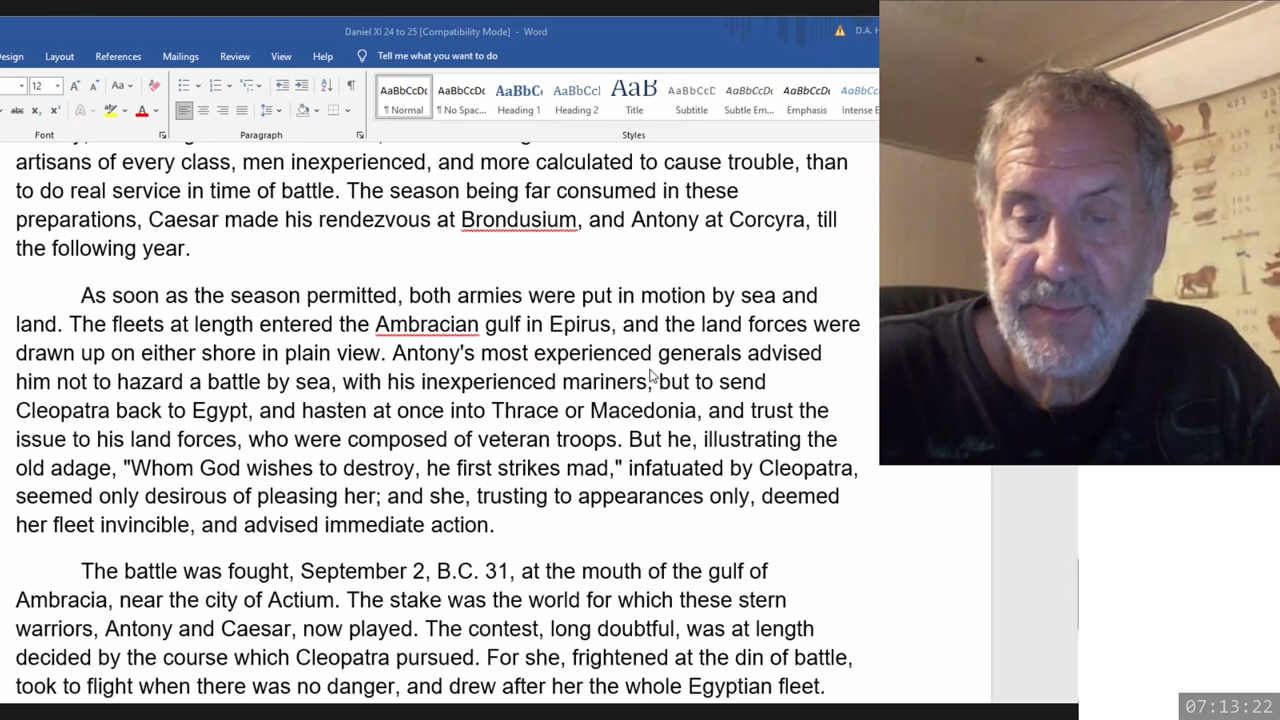 Daniel XI 24 to 25 [Compatibility Mode] - Word
D.A. H
esign Layout References Mailings Review View Help Tell me what you want to do
12 Aa
AaBbCcDc AaBbCcDc AaBbCc AaBbCcI AaB AaBbCcD AaBbCcDc AaBbCcDc AaBbCcDc
¶ Normal ¶ No Spac... Heading 1 Heading 2 Title Subtitle Subtle Em... Emphasis Intense E
Font Paragraph Styles
artisans of every class, men inexperienced, and more calculated to cause trouble, than
to do real service in time of battle. The season being far consumed in these
preparations, Caesar made his rendezvous at Brondusium, and Antony at Corcyra, till
the following year.
As soon as the season permitted, both armies were put in motion by sea and
land. The fleets at length entered the Ambracian gulf in Epirus, and the land forces were
drawn up on either shore in plain view. Antony's most experienced generals advised
him not to hazard a battle by sea, with his inexperienced mariners, but to send
Cleopatra back to Egypt, and hasten at once into Thrace or Macedonia, and trust the
issue to his land forces, who were composed of veteran troops. But he, illustrating the
old adage, "Whom God wishes to destroy, he first strikes mad," infatuated by Cleopatra,
seemed only desirous of pleasing her; and she, trusting to appearances only, deemed
her fleet invincible, and advised immediate action.
The battle was fought, September 2, B.C. 31, at the mouth of the gulf of
Ambracia, near the city of Actium. The stake was the world for which these stern
warriors, Antony and Caesar, now played. The contest, long doubtful, was at length
decided by the course which Cleopatra pursued. For she, frightened at the din of battle,
took to flight when there was no danger, and drew after her the whole Egyptian fleet.
07:13:22